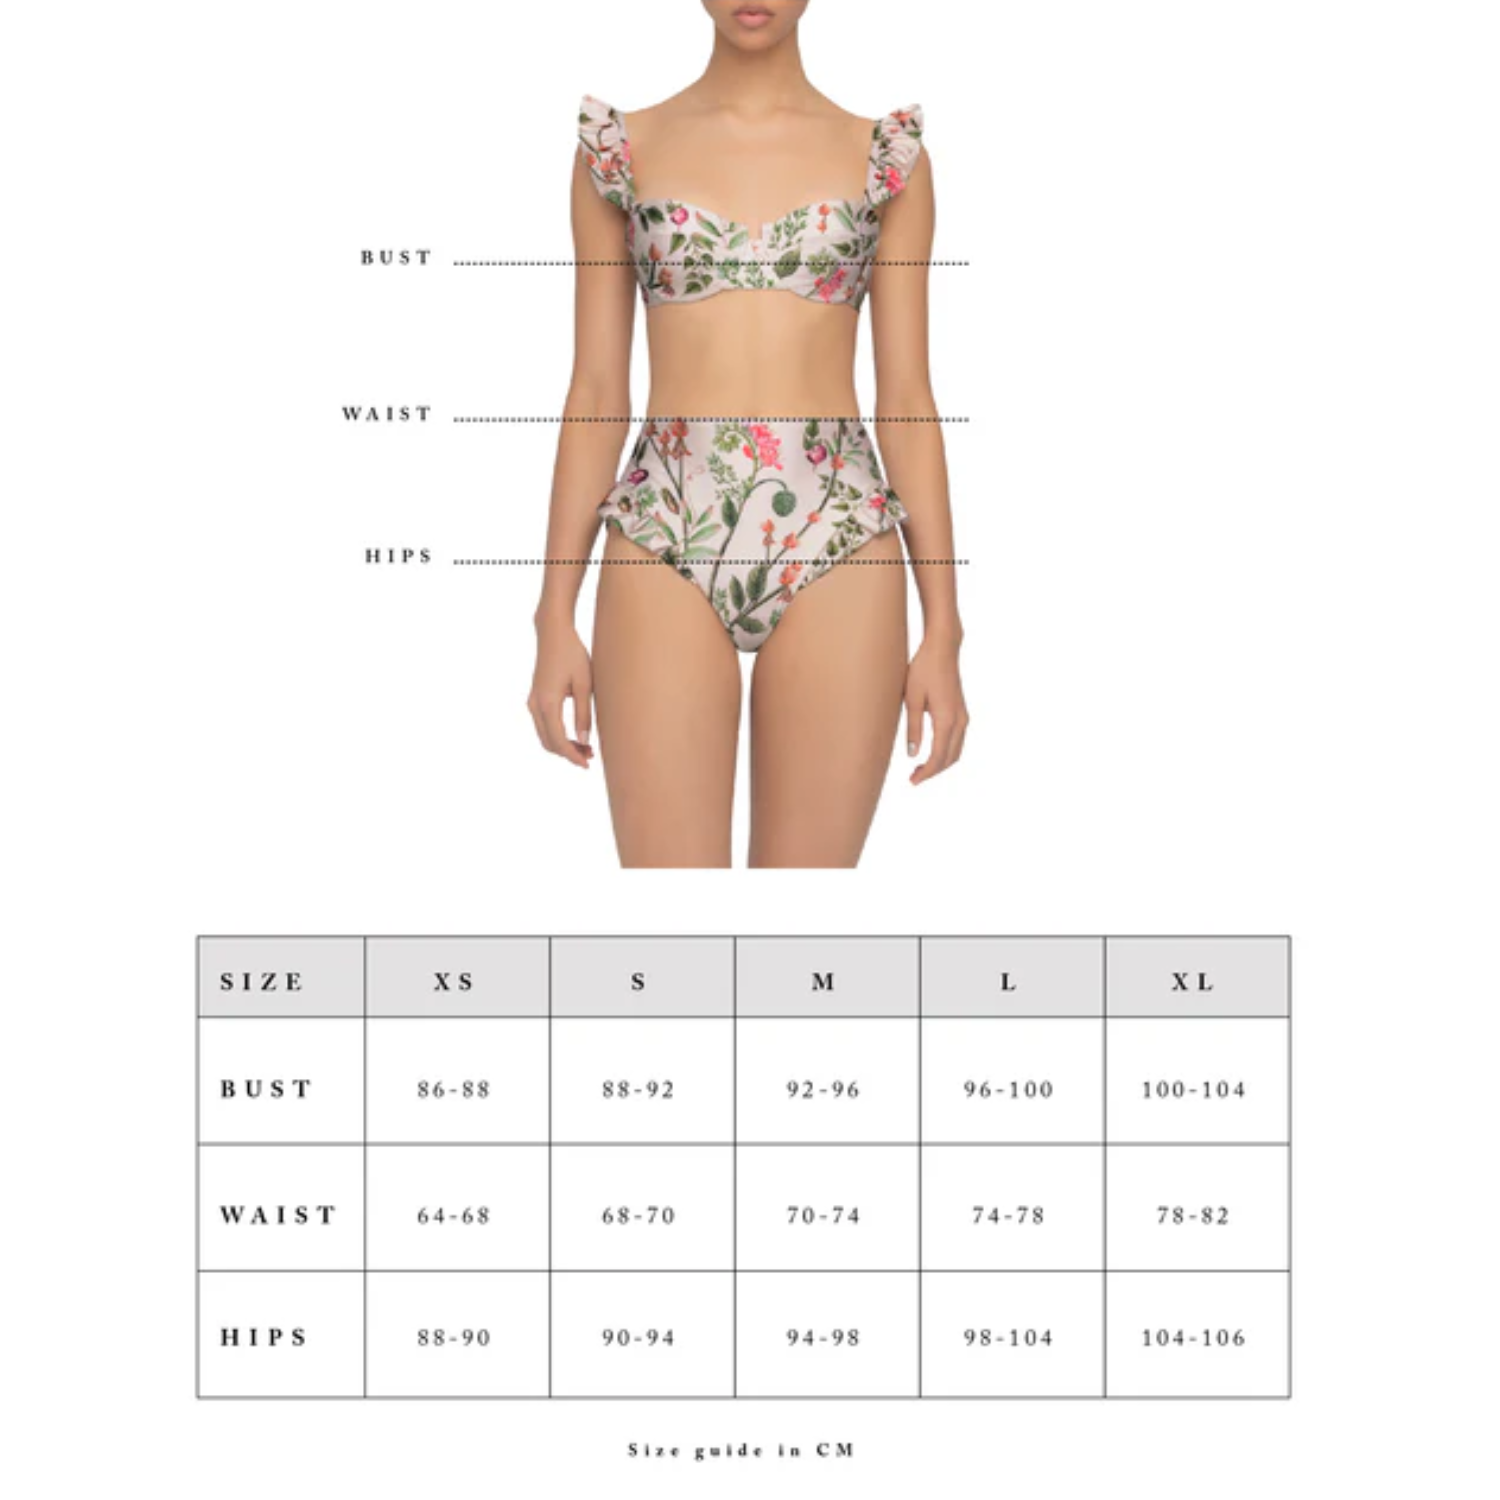 BUST
WAIST
HIPS
SIZE XS S M L XL
BUST 86-88 88-92 92-96 96-100 100-104
WAIST 64-68 68-70 70-74 74-78 78-82
HIPS 88-90 90-94 94-98 98-104 104-106
Size guide in CM